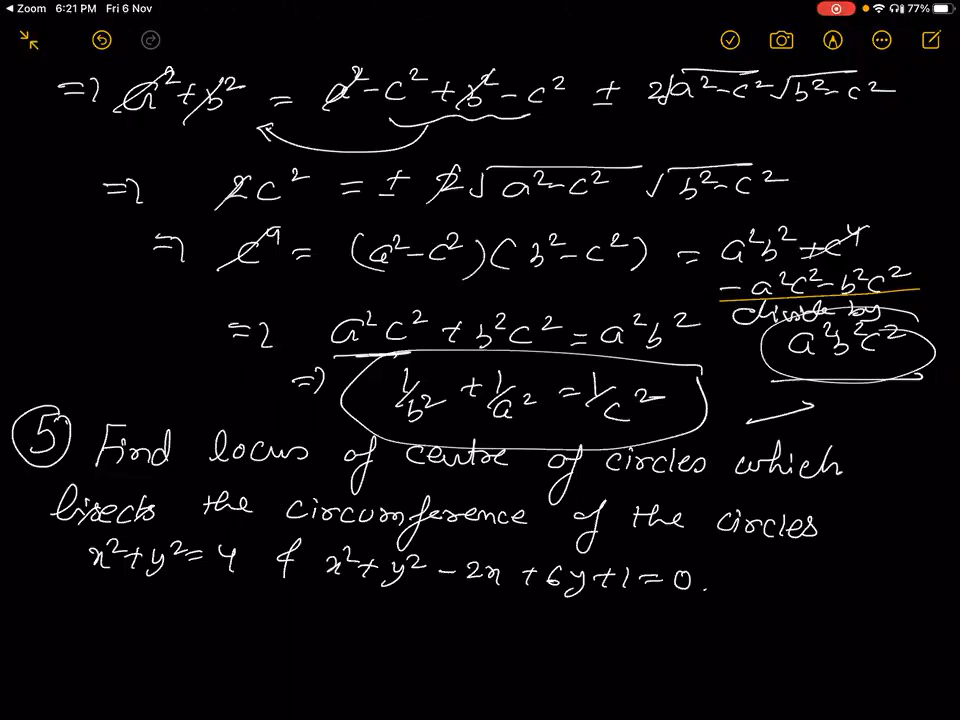 Zoom 6:21 PM Fri 6 Nov 77%
=> a² + b² = a² - c² + b² - c² ± 2√a² - c² √b² - c²
=> 2c² = ± 2√a² - c² √b² - c²
=> c⁴ = (a² - c²)(b² - c²) = a²b² + c⁴
- a²c² - b²c²
divide by
a²b²c²
=> a²c² + b²c² = a²b²
=> 1/b² + 1/a² = 1/c²
5 Find locus of centre of circles which
bisects the circumference of the circles
x² + y² = 4 & x² + y² - 2x + 6y + 1 = 0.